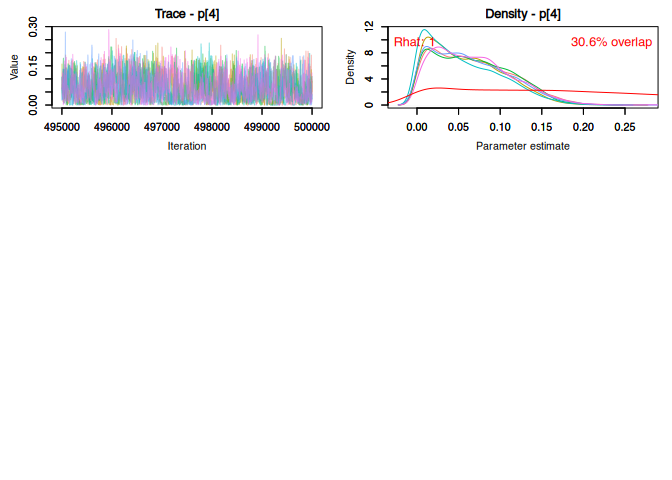 Trace - p[4]
Value
0.00
0.15
0.30
495000 496000 497000 498000 499000 500000
Iteration
Density - p[4]
Rhat: 1
30.6% overlap
Density
0
4
8
12
0.00 0.05 0.10 0.15 0.20 0.25
Parameter estimate